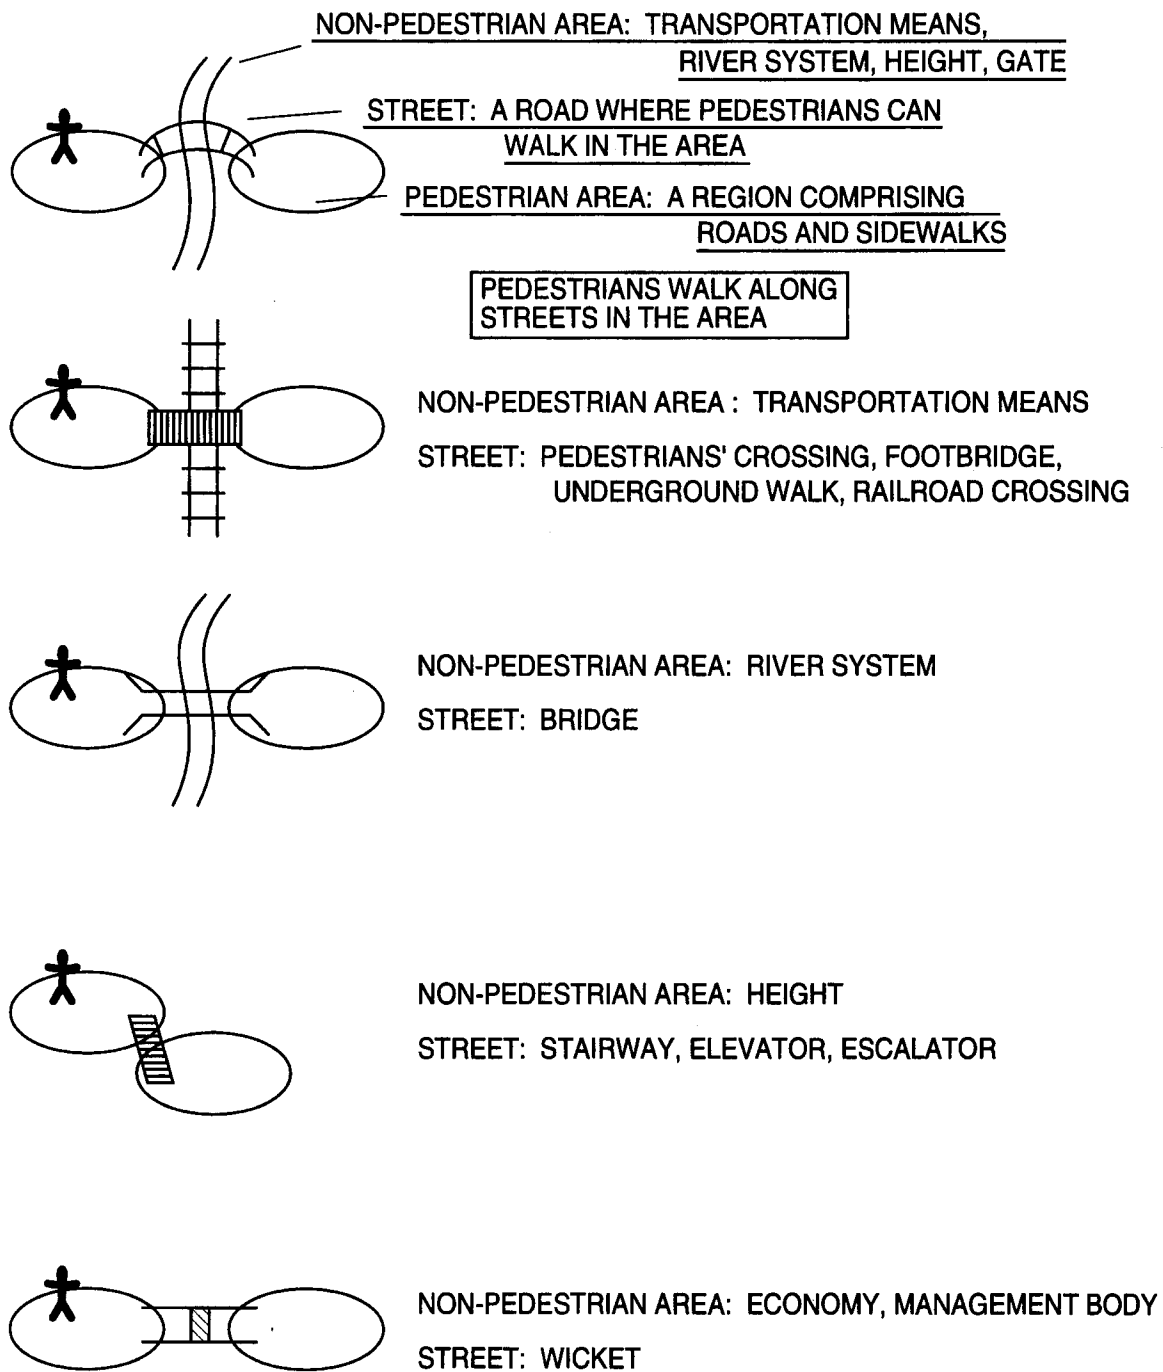 NON-PEDESTRIAN AREA: TRANSPORTATION MEANS,
RIVER SYSTEM, HEIGHT, GATE
STREET: A ROAD WHERE PEDESTRIANS CAN
WALK IN THE AREA
PEDESTRIAN AREA: A REGION COMPRISING
ROADS AND SIDEWALKS
PEDESTRIANS WALK ALONG
STREETS IN THE AREA
NON-PEDESTRIAN AREA : TRANSPORTATION MEANS
STREET: PEDESTRIANS' CROSSING, FOOTBRIDGE,
UNDERGROUND WALK, RAILROAD CROSSING
NON-PEDESTRIAN AREA: RIVER SYSTEM
STREET: BRIDGE
NON-PEDESTRIAN AREA: HEIGHT
STREET: STAIRWAY, ELEVATOR, ESCALATOR
NON-PEDESTRIAN AREA: ECONOMY, MANAGEMENT BODY
STREET: WICKET